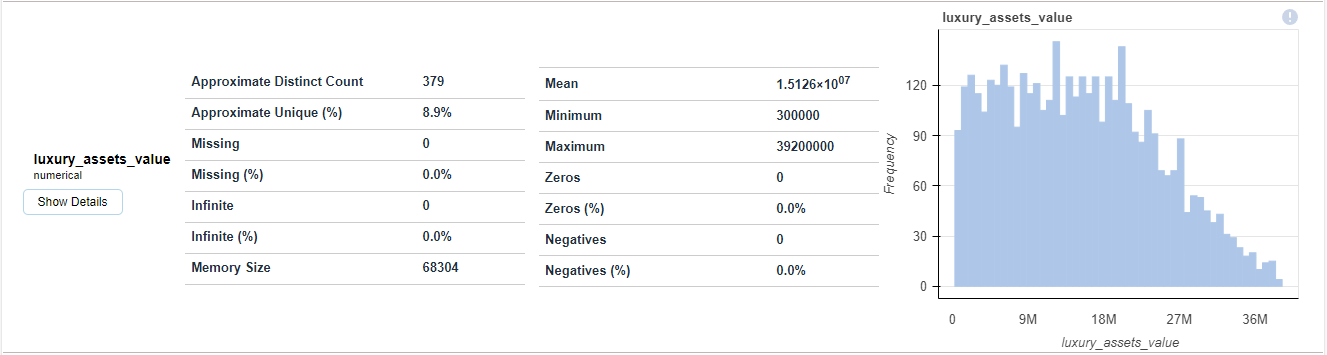 luxury_assets_value
numerical
Show Details
Approximate Distinct Count 379
Approximate Unique (%) 8.9%
Missing 0
Missing (%) 0.0%
Infinite 0
Infinite (%) 0.0%
Memory Size 68304
Mean 1.5126×10⁰⁷
Minimum 300000
Maximum 39200000
Zeros 0
Zeros (%) 0.0%
Negatives 0
Negatives (%) 0.0%
luxury_assets_value
!
Frequency
120
90
60
30
0
0 9M 18M 27M 36M
luxury_assets_value